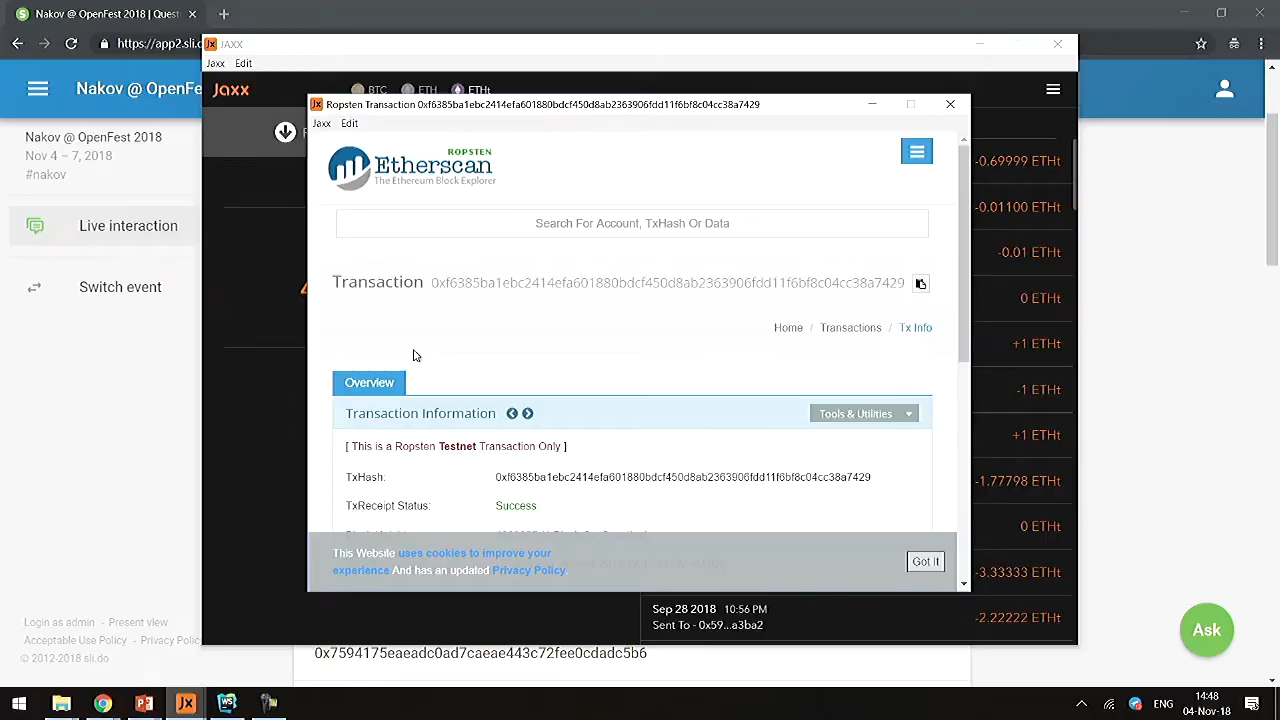 Nakov @ OpenFest 2018 | S
https://app2.sli.do
JAXX
Jaxx Edit
Nakov @ OpenFe
Jaxx
BTC ETH ETHt
Ropsten Transaction 0xf6385ba1ebc2414efa601880bdcf450d8ab2363906fdd11f6bf8c04cc38a7429
Jaxx Edit
Nakov @ OpenFest 2018
Nov 4 – 7, 2018
#nakov
Live interaction
Switch event
ROPSTEN
Etherscan
The Ethereum Block Explorer
Search For Account, TxHash Or Data
Transaction 0xf6385ba1ebc2414efa601880bdcf450d8ab2363906fdd11f6bf8c04cc38a7429
Home / Transactions / Tx Info
Overview
Transaction Information
Tools & Utilities
[ This is a Ropsten Testnet Transaction Only ]
TxHash: 0xf6385ba1ebc2414efa601880bdcf450d8ab2363906fdd11f6bf8c04cc38a7429
TxReceipt Status: Success
This Website uses cookies to improve your
experience And has an updated Privacy Policy
Got It
-0.69999 ETHt
-0.01100 ETHt
-0.01 ETHt
0 ETHt
+1 ETHt
-1 ETHt
+1 ETHt
-1.77798 ETHt
0 ETHt
-3.33333 ETHt
-2.22222 ETHt
Sep 28 2018 10:56 PM
Sent To - 0x59...a3ba2
Login as admin - Present view
Acceptable Use Policy - Privacy Polic
© 2012-2018 sli.do
0x7594175eaeadc0ad7caeae443c72fee0cdadc5b6
Ask
ENG
14:48
04-Nov-18